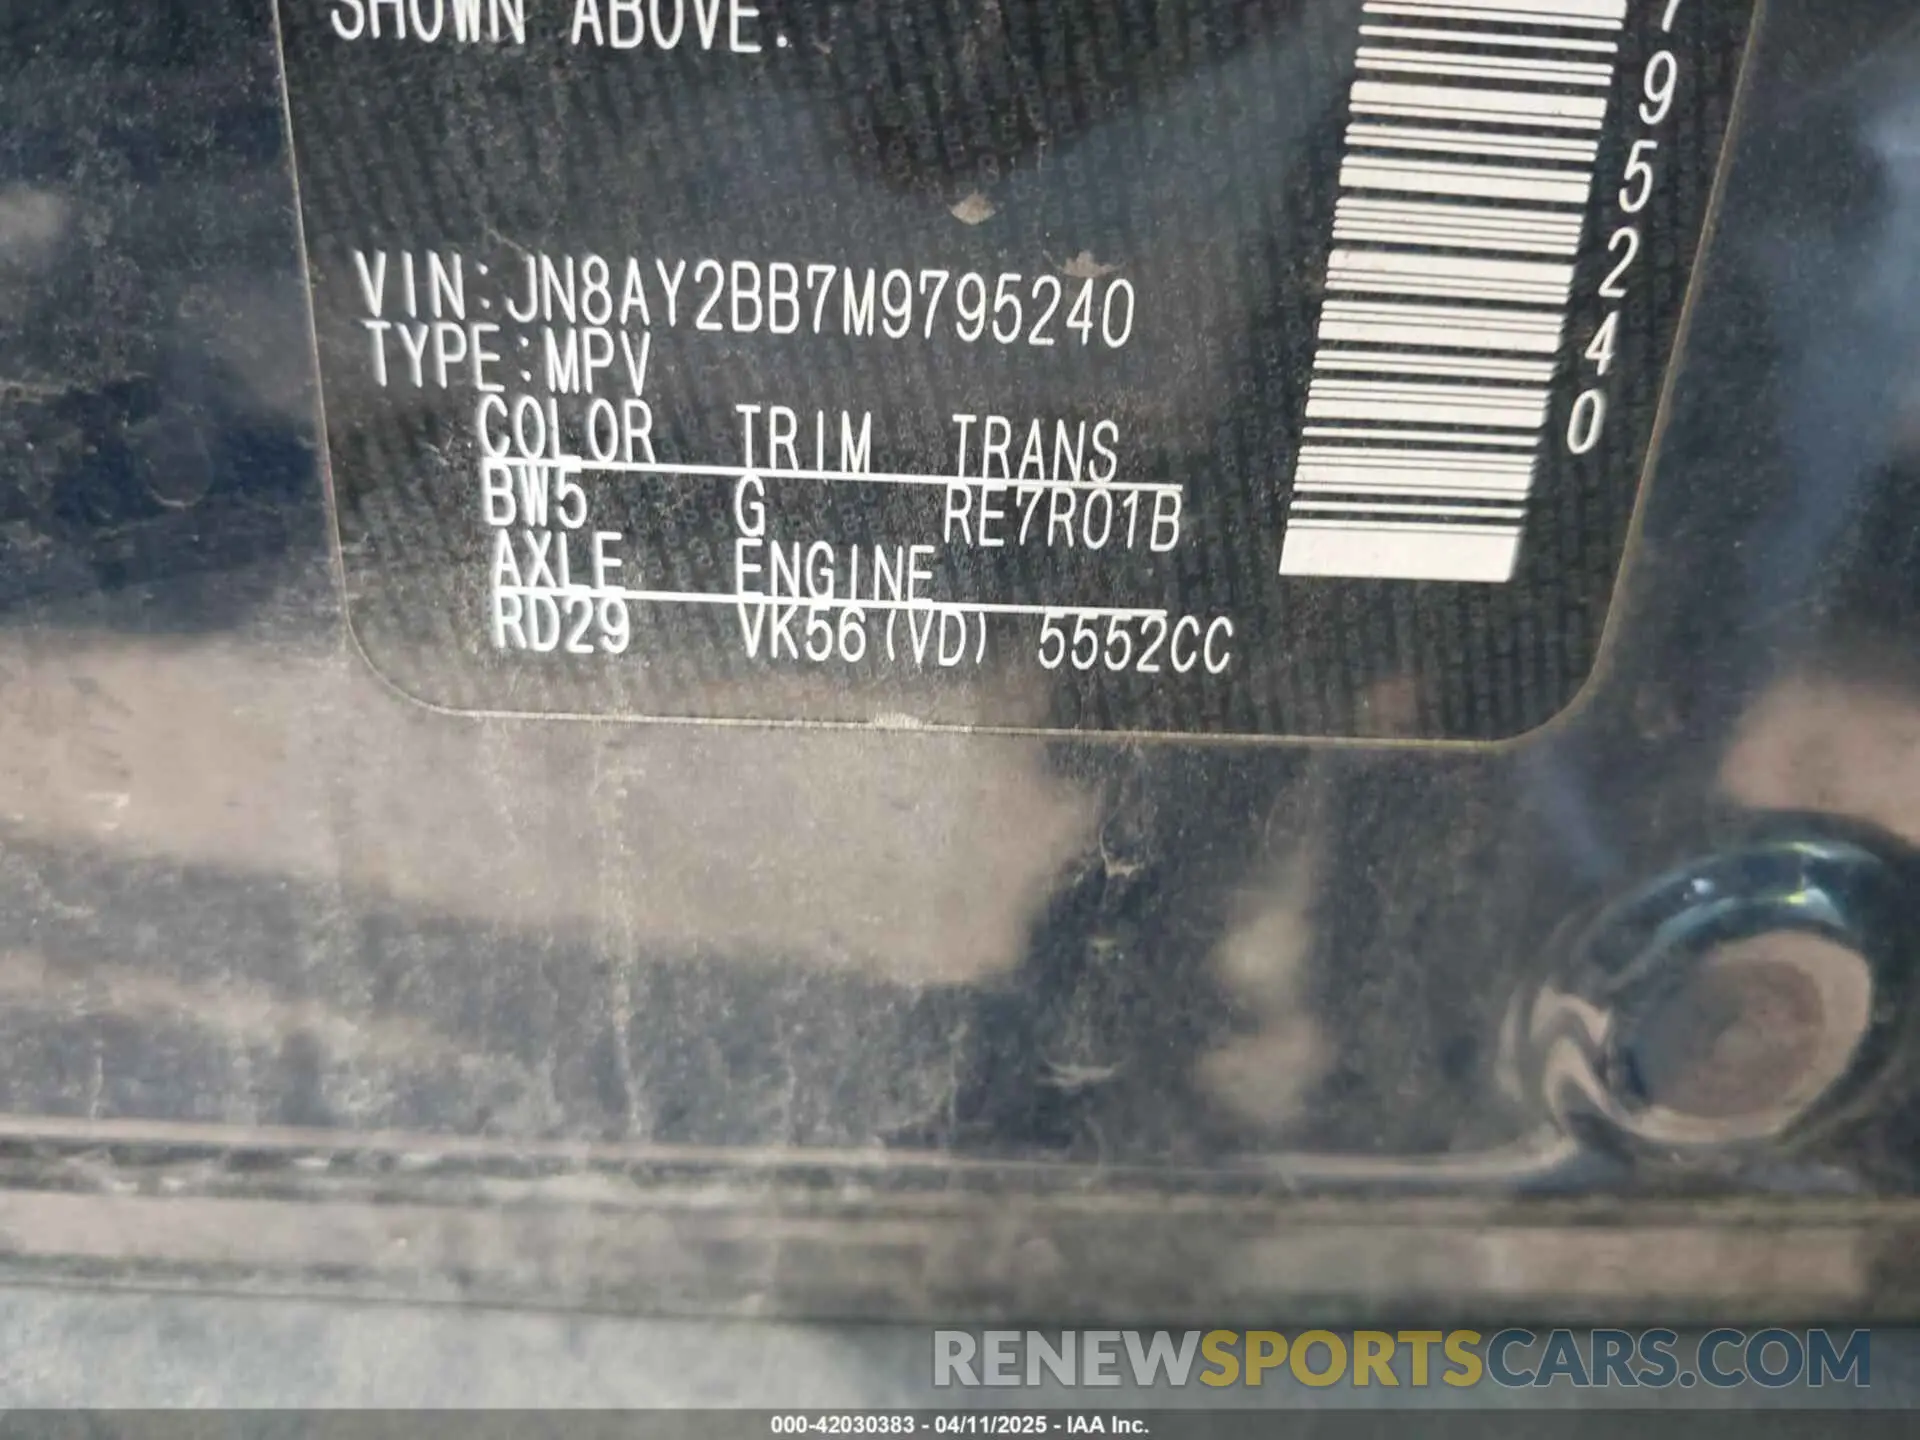 SHOWN ABOVE.
VIN:JN8AY2BB7M9795240
TYPE:MPV
COLOR TRIM TRANS
BW5 G RE7R01B
AXLE ENGINE
RD29 VK56(VD) 5552CC
795240
RENEWSPORTSCARS.COM
000-42030383 - 04/11/2025 - IAA Inc.